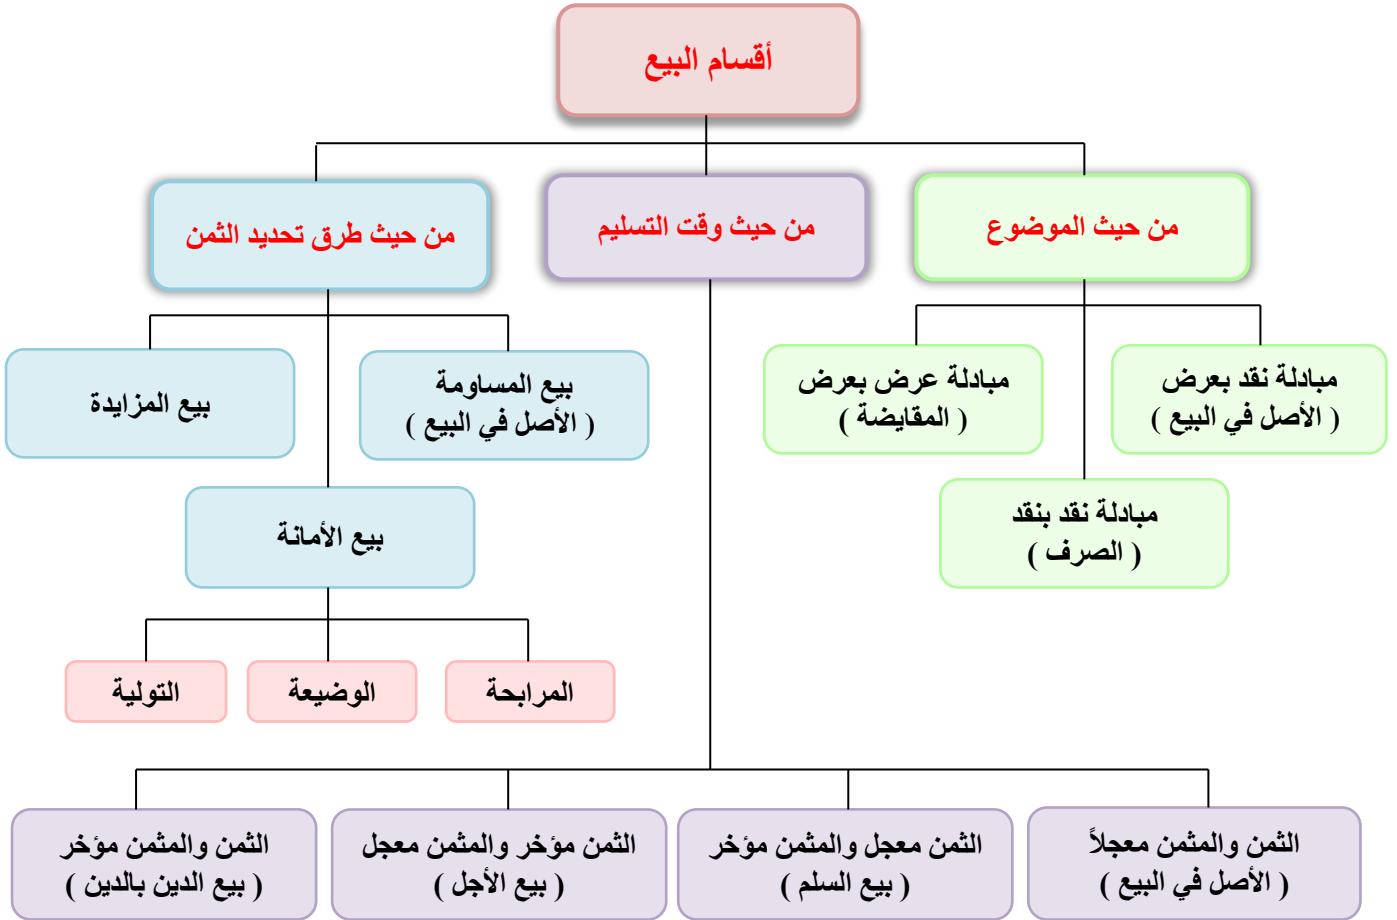 أقسام البيع
من حيث الموضوع
من حيث وقت التسليم
من حيث طرق تحديد الثمن
مبادلة نقد بعرض
( الأصل في البيع )
مبادلة عرض بعرض
( المقايضة )
مبادلة نقد بنقد
( الصرف )
بيع المساومة
( الأصل في البيع )
بيع المزايدة
بيع الأمانة
المرابحة
الوضيعة
التولية
الثمن والمثمن معجلاً
( الأصل في البيع )
الثمن معجل والمثمن مؤخر
( بيع السلم )
الثمن مؤخر والمثمن معجل
( بيع الأجل )
الثمن والمثمن مؤخر
( بيع الدين بالدين )